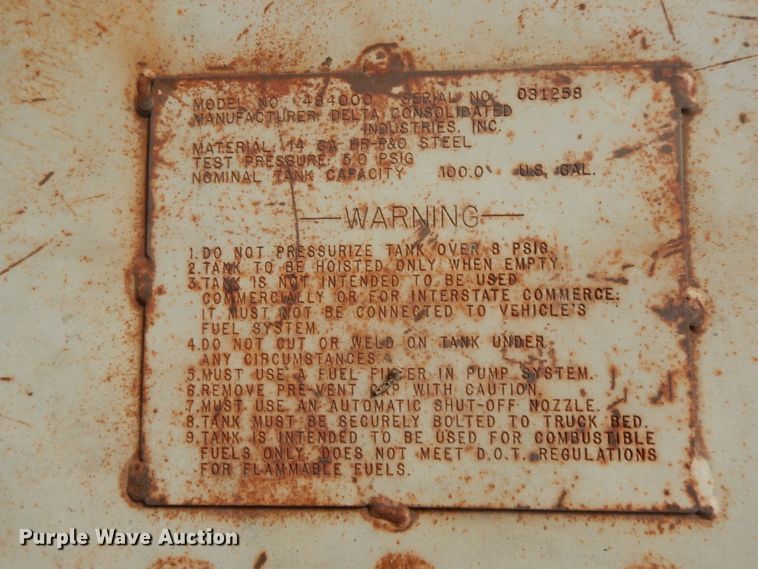 MODEL NO. 484000 SERIAL NO. 031258
MANUFACTURER: DELTA CONSOLIDATED
INDUSTRIES, INC.
MATERIAL: 14 GA HR-P&O STEEL
TEST PRESSURE: 5.0 PSIG
NOMINAL TANK CAPACITY 100.0 U.S. GAL.
—WARNING—
1. DO NOT PRESSURIZE TANK OVER 8 PSIG.
2. TANK TO BE HOISTED ONLY WHEN EMPTY.
3. TANK IS NOT INTENDED TO BE USED
COMMERCIALLY OR FOR INTERSTATE COMMERCE.
IT MUST NOT BE CONNECTED TO VEHICLE'S
FUEL SYSTEM.
4. DO NOT CUT OR WELD ON TANK UNDER
ANY CIRCUMSTANCES.
5. MUST USE A FUEL FILTER IN PUMP SYSTEM.
6. REMOVE PRE-VENT CAP WITH CAUTION.
7. MUST USE AN AUTOMATIC SHUT-OFF NOZZLE.
8. TANK MUST BE SECURELY BOLTED TO TRUCK BED.
9. TANK IS INTENDED TO BE USED FOR COMBUSTIBLE
FUELS ONLY. DOES NOT MEET D.O.T. REGULATIONS
FOR FLAMMABLE FUELS.
Purple Wave Auction